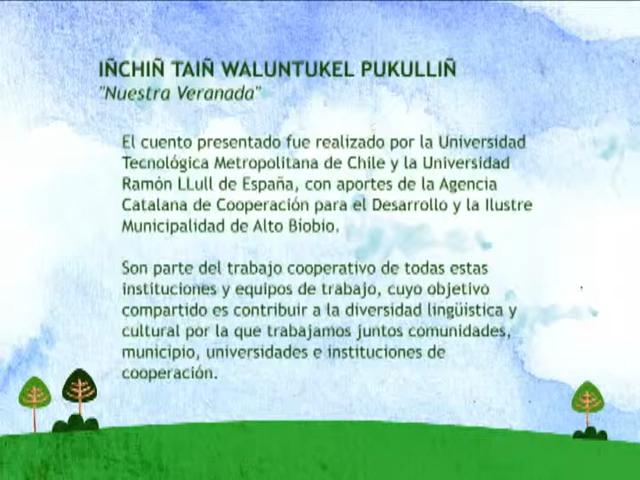 IÑCHIÑ TAIÑ WALUNTUKEL PUKULLIÑ
"Nuestra Veranada"
El cuento presentado fue realizado por la Universidad
Tecnológica Metropolitana de Chile y la Universidad
Ramón LLull de España, con aportes de la Agencia
Catalana de Cooperación para el Desarrollo y la Ilustre
Municipalidad de Alto Biobio.
Son parte del trabajo cooperativo de todas estas
instituciones y equipos de trabajo, cuyo objetivo
compartido es contribuir a la diversidad lingüistica y
cultural por la que trabajamos juntos comunidades,
municipio, universidades e instituciones de
cooperación.